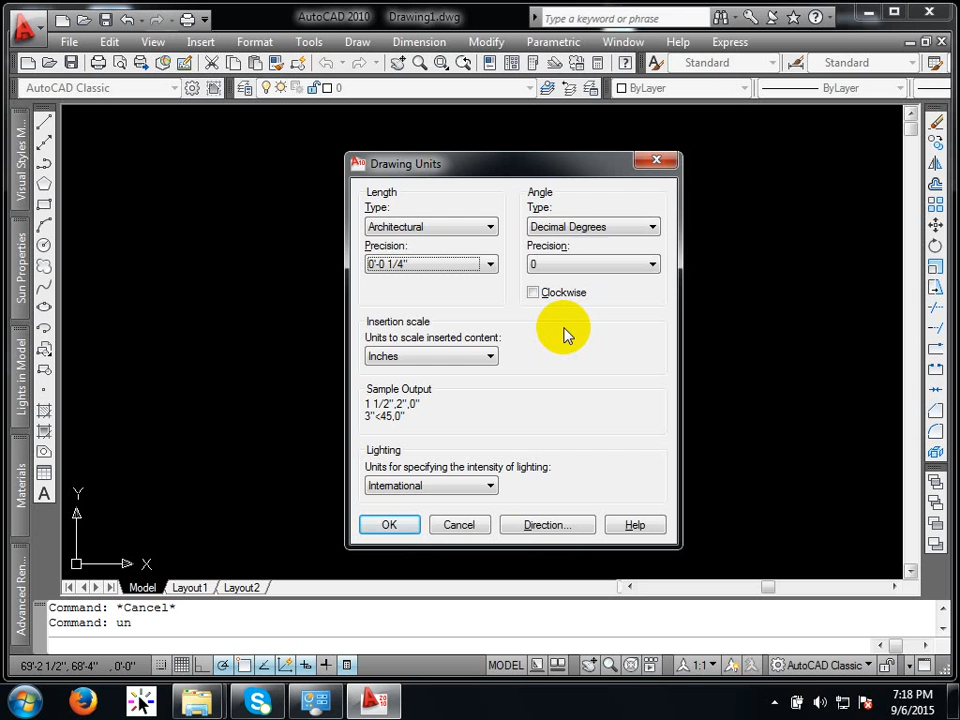 AutoCAD 2010 Drawing1.dwg
Type a keyword or phrase
File Edit View Insert Format Tools Draw Dimension Modify Parametric Window Help Express
Standard Standard
AutoCAD Classic 0 ByLayer ByLayer
Visual Styles M...
Sun Properties
Lights in Model
Materials
Advanced Ren...
Drawing Units
Length
Type:
Architectural
Precision:
0'-0 1/4"
Angle
Type:
Decimal Degrees
Precision:
0
Clockwise
Insertion scale
Units to scale inserted content:
Inches
Sample Output
1 1/2",2",0"
3"<45,0"
Lighting
Units for specifying the intensity of lighting:
International
OK Cancel Direction... Help
Y
X
Model Layout1 Layout2
Command: *Cancel*
Command: un
69'-2 1/2", 68'-4" , 0'-0" MODEL 1:1 AutoCAD Classic
7:18 PM
9/6/2015